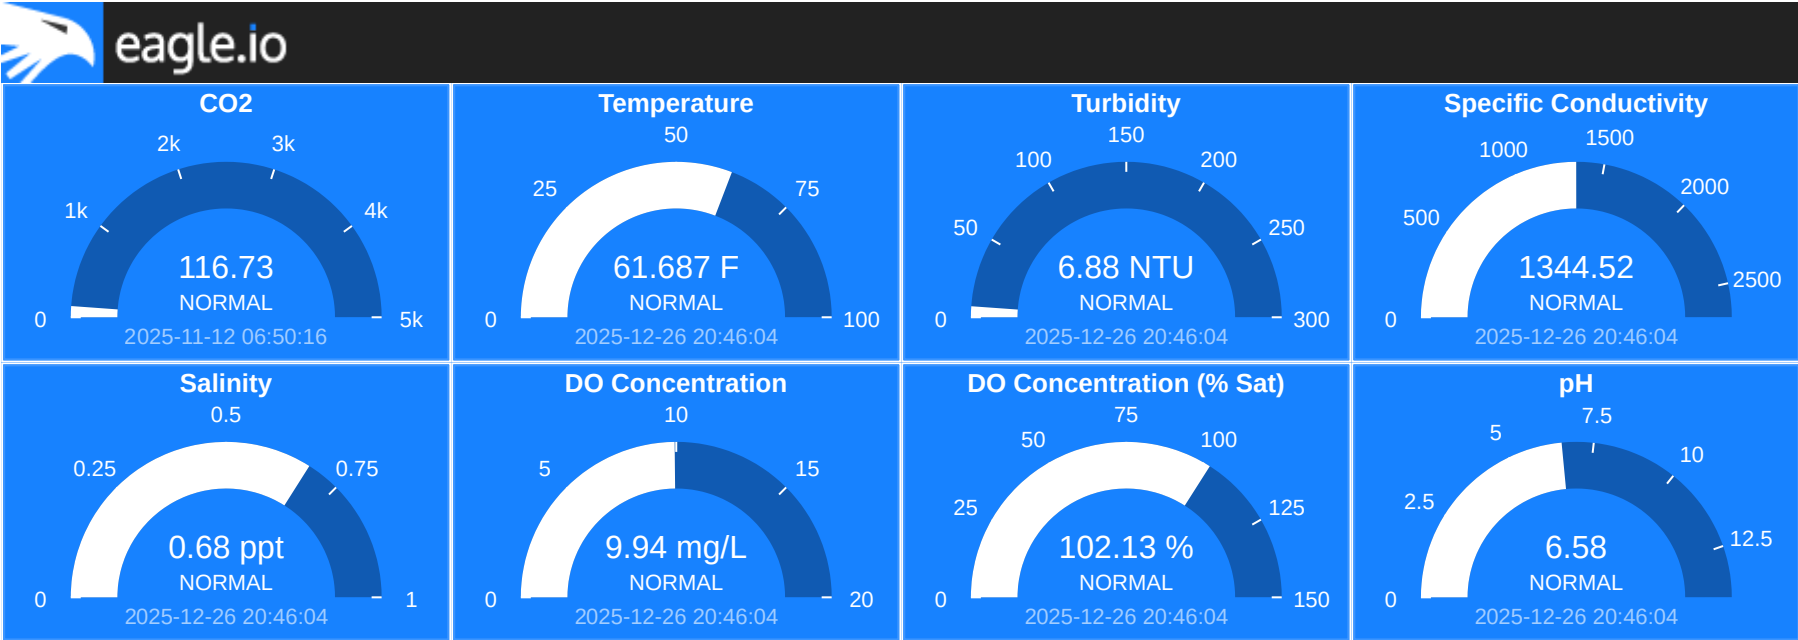 eagle.io
CO2
0
1k
2k
3k
4k
5k
116.73
NORMAL
2025-11-12 06:50:16
Temperature
0
25
50
75
100
61.687 F
NORMAL
2025-12-26 20:46:04
Turbidity
0
50
100
150
200
250
300
6.88 NTU
NORMAL
2025-12-26 20:46:04
Specific Conductivity
0
500
1000
1500
2000
2500
1344.52
NORMAL
2025-12-26 20:46:04
Salinity
0
0.25
0.5
0.75
1
0.68 ppt
NORMAL
2025-12-26 20:46:04
DO Concentration
0
5
10
15
20
9.94 mg/L
NORMAL
2025-12-26 20:46:04
DO Concentration (% Sat)
0
25
50
75
100
125
150
102.13 %
NORMAL
2025-12-26 20:46:04
pH
0
2.5
5
7.5
10
12.5
6.58
NORMAL
2025-12-26 20:46:04